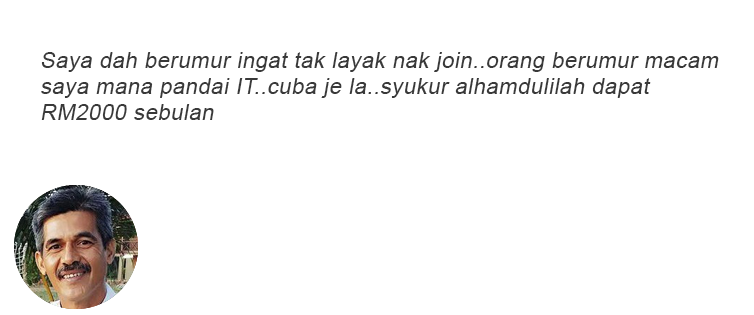 Saya dah berumur ingat tak layak nak join..orang berumur macam
saya mana pandai IT..cuba je la..syukur alhamdulilah dapat
RM2000 sebulan